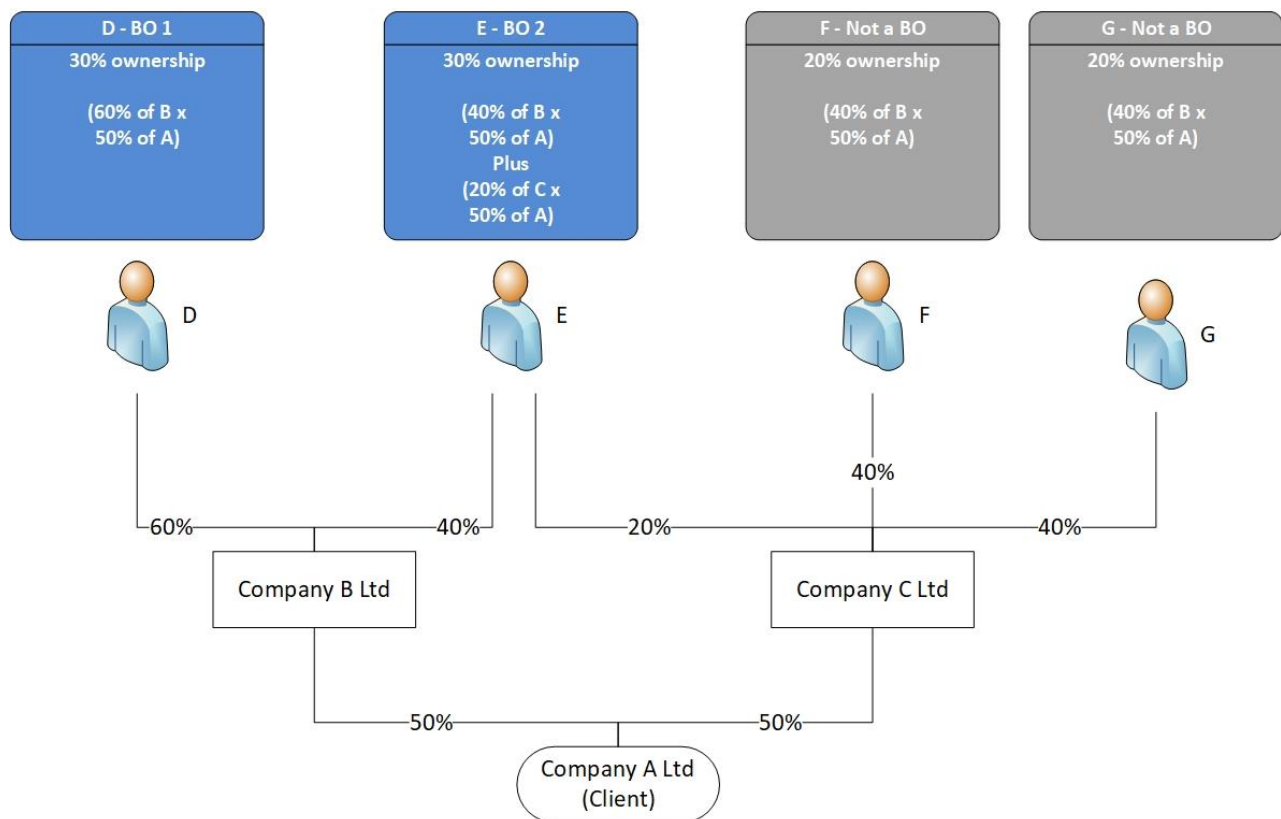 D - BO 1
30% ownership
(60% of B x
50% of A)
E - BO 2
30% ownership
(40% of B x
50% of A)
Plus
(20% of C x
50% of A)
F - Not a BO
20% ownership
(40% of B x
50% of A)
G - Not a BO
20% ownership
(40% of B x
50% of A)
D
E
F
G
40%
60%
40%
20%
40%
Company B Ltd
Company C Ltd
50%
50%
Company A Ltd
(Client)